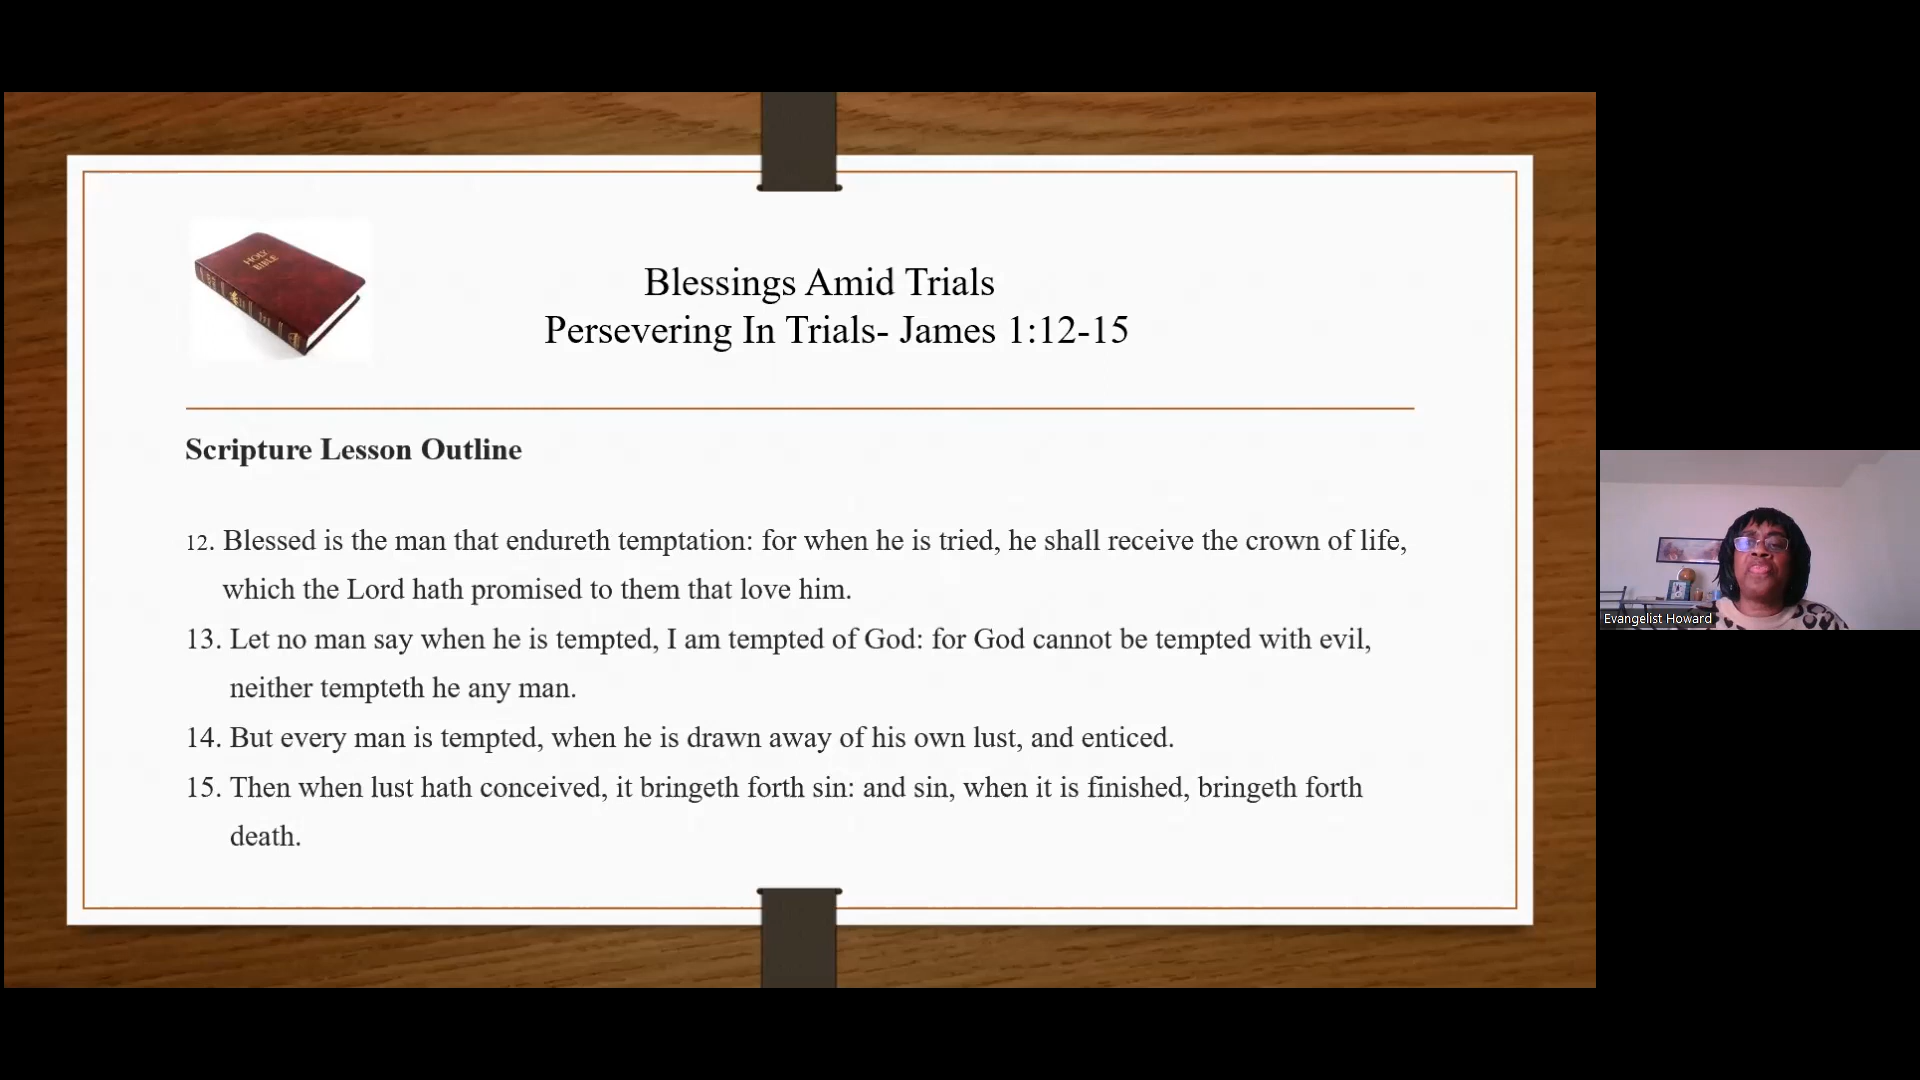 HOLY
BIBLE
Blessings Amid Trials
Persevering In Trials- James 1:12-15
Scripture Lesson Outline
12. Blessed is the man that endureth temptation: for when he is tried, he shall receive the crown of life,
which the Lord hath promised to them that love him.
13. Let no man say when he is tempted, I am tempted of God: for God cannot be tempted with evil,
neither tempteth he any man.
14. But every man is tempted, when he is drawn away of his own lust, and enticed.
15. Then when lust hath conceived, it bringeth forth sin: and sin, when it is finished, bringeth forth
death.
Evangelist Howard